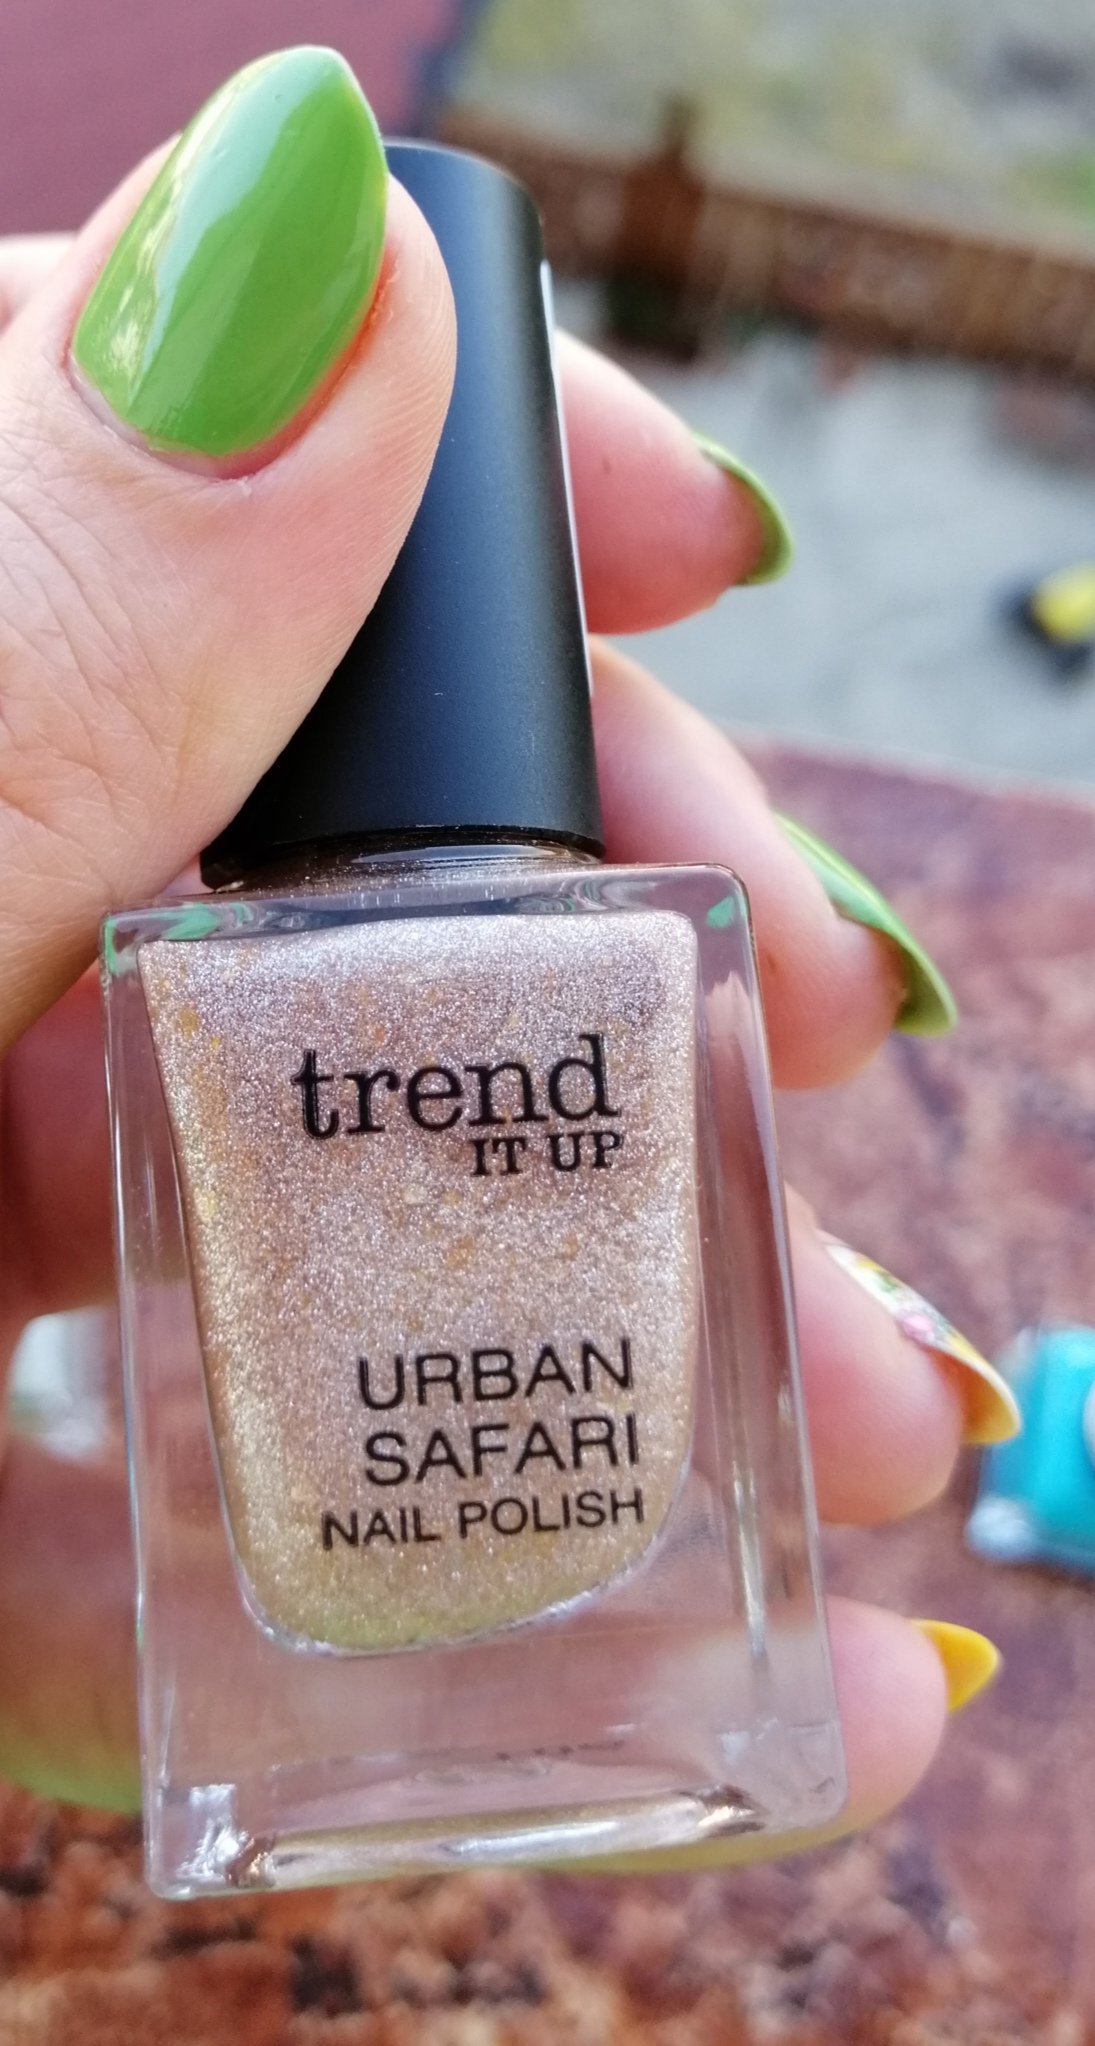 trend
IT UP
URBAN
SAFARI
NAIL POLISH